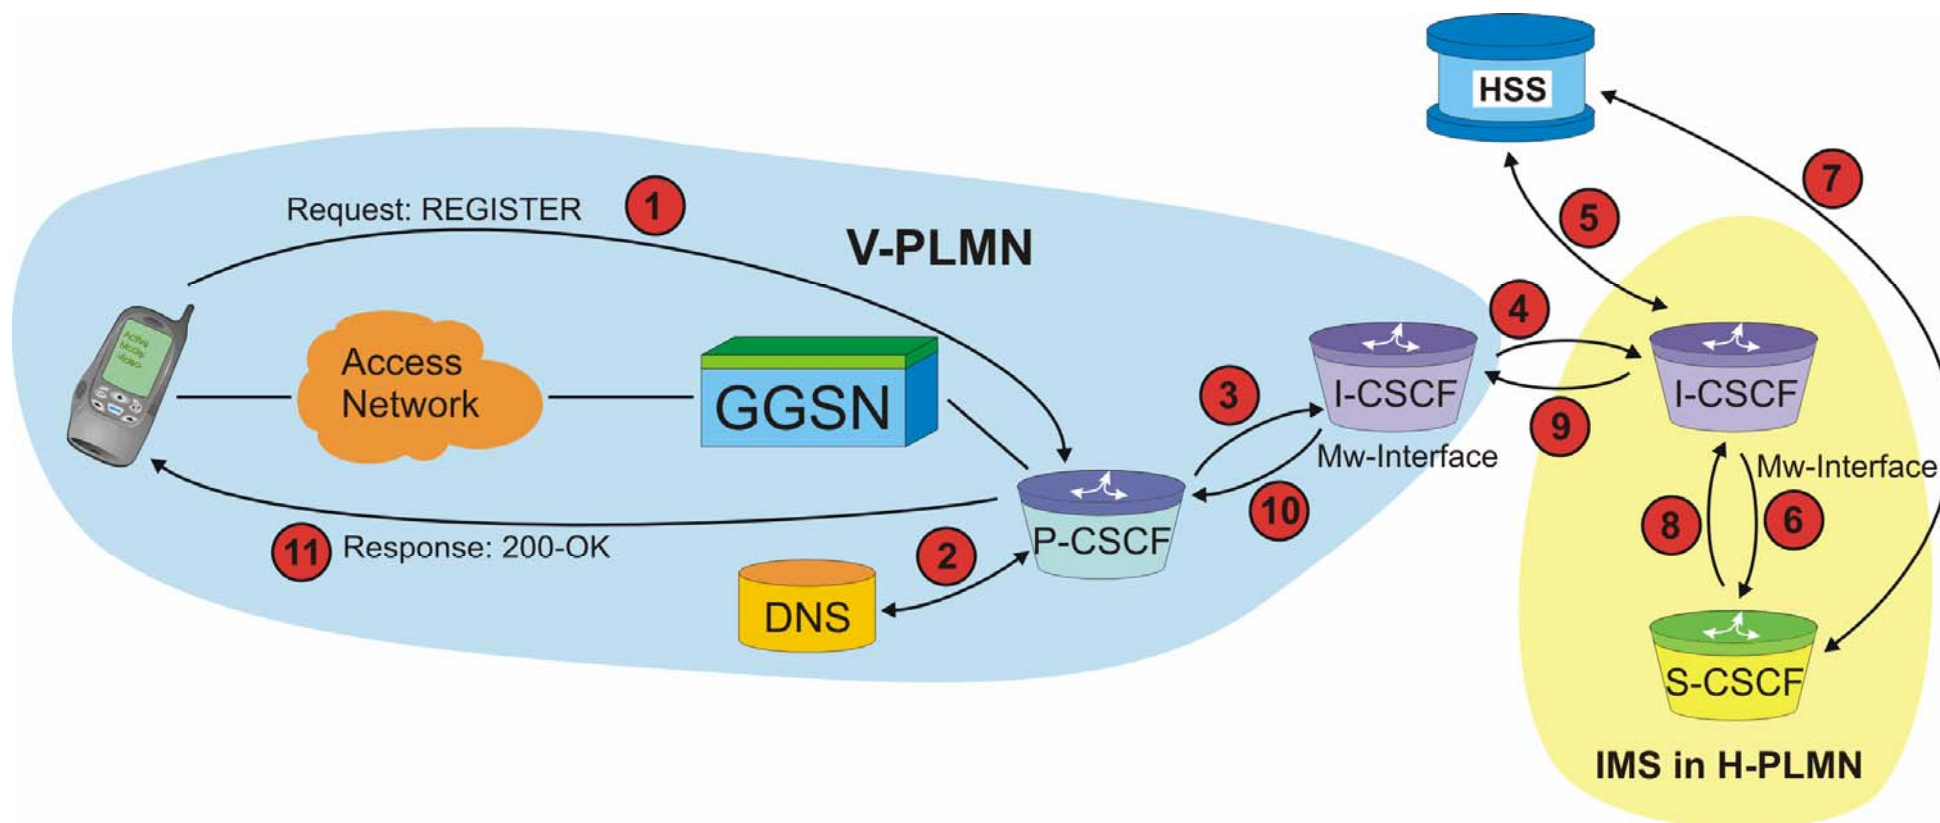 HSS
7
Request: REGISTER
1
5
V-PLMN
4
Access
Network
GGSN
3
I-CSCF
I-CSCF
9
Mw-Interface
Mw-Interface
10
8
6
11
Response: 200-OK
2
P-CSCF
DNS
S-CSCF
IMS in H-PLMN